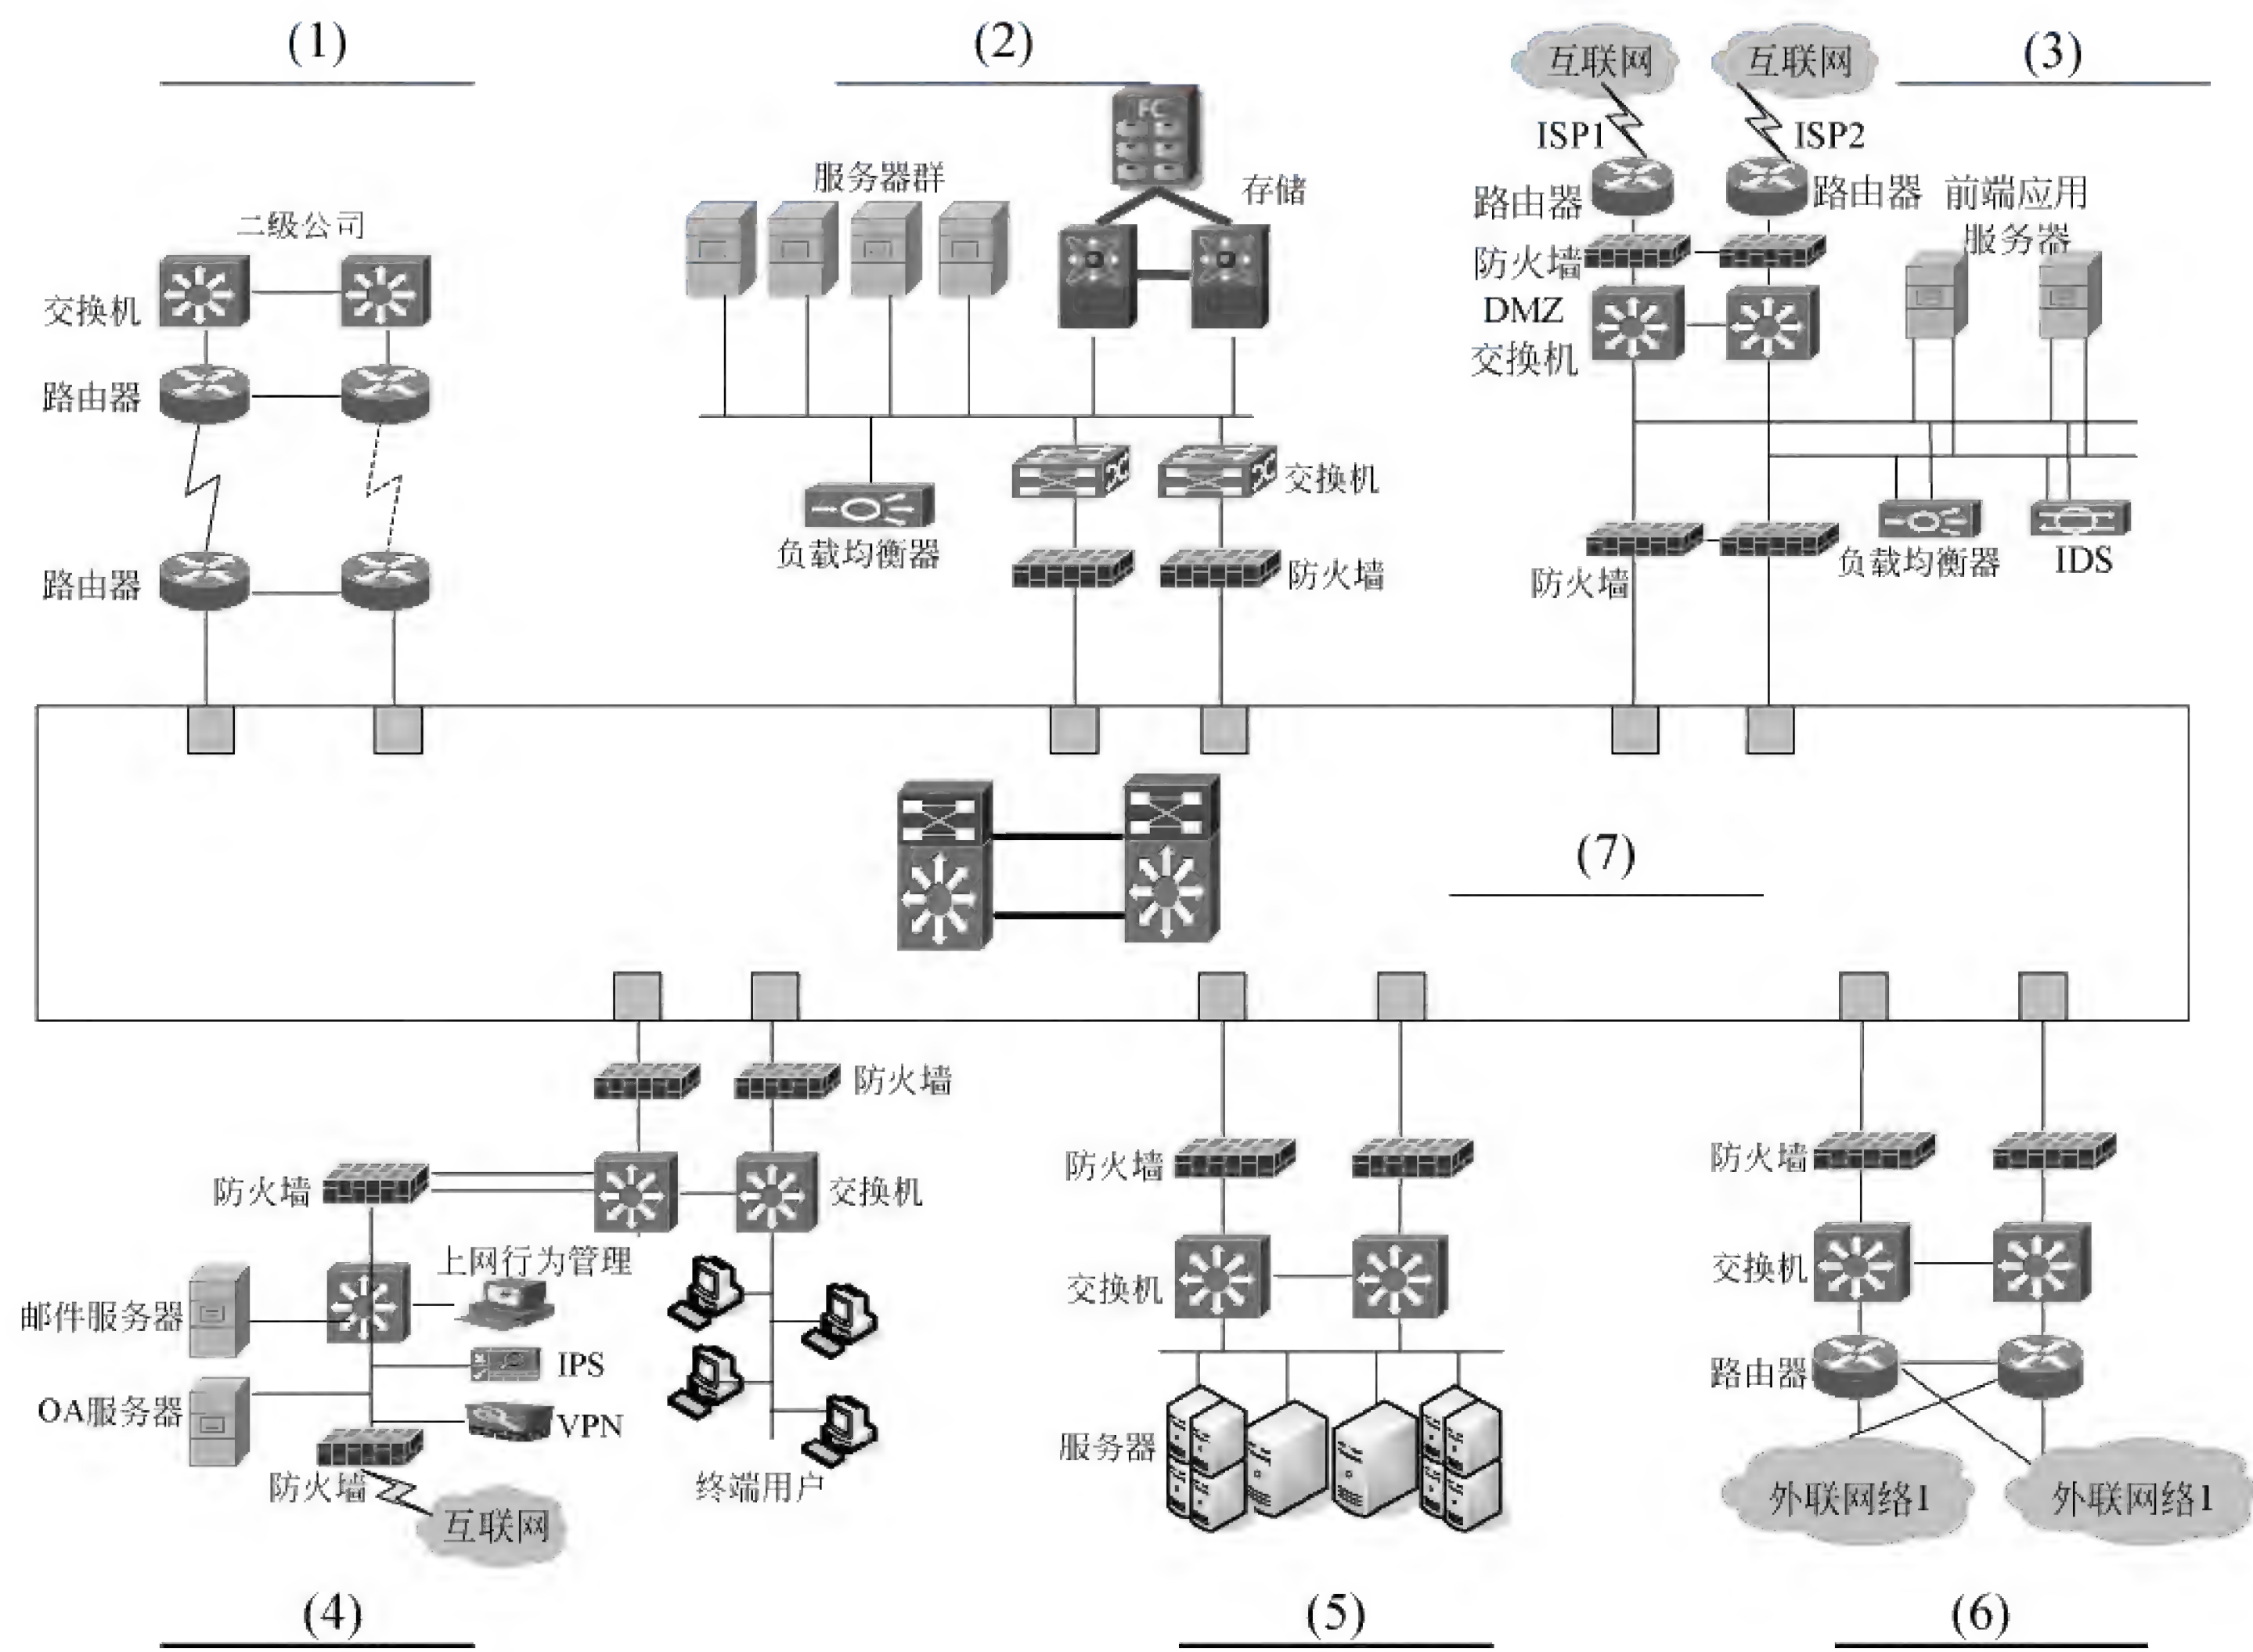 (1)
(2)
(3)
互联网
互联网
ISP1
ISP2
FC
服务器群
存储
路由器
路由器
前端应用
服务器
二级公司
防火墙
交换机
DMZ
交换机
路由器
交换机
负载均衡器
防火墙
路由器
防火墙
负载均衡器
IDS
(7)
防火墙
防火墙
交换机
防火墙
防火墙
上网行为管理
邮件服务器
IPS
OA服务器
VPN
防火墙
互联网
终端用户
交换机
服务器
交换机
路由器
外联网络1
外联网络1
(4)
(5)
(6)